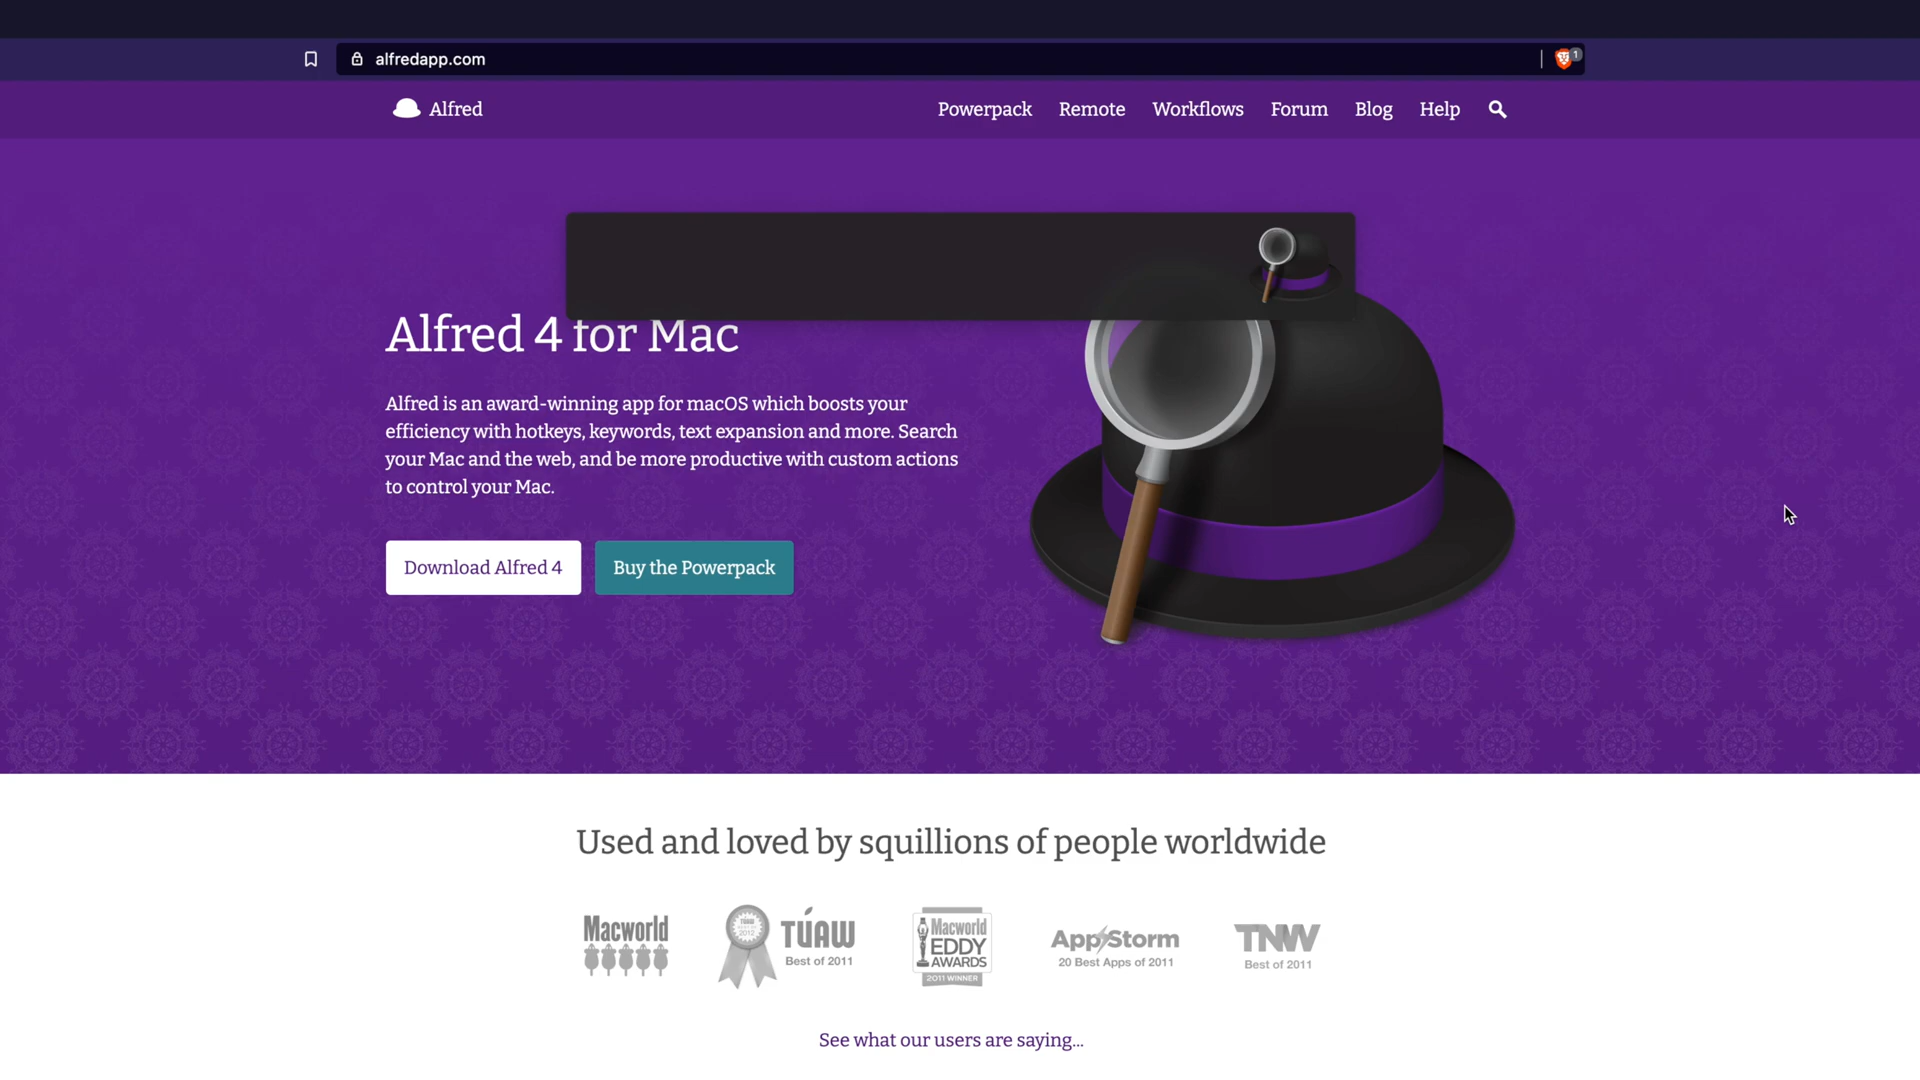 alfredapp.com
1
Alfred
Powerpack Remote Workflows Forum Blog Help
Alfred 4 for Mac
Alfred is an award-winning app for macOS which boosts your
efficiency with hotkeys, keywords, text expansion and more. Search
your Mac and the web, and be more productive with custom actions
to control your Mac.
Download Alfred 4
Buy the Powerpack
Used and loved by squillions of people worldwide
Macworld
TUAW
2012
TÚAW
Best of 2011
Macworld
EDDY
AWARDS
2011 WINNER
AppStorm
20 Best Apps of 2011
TNW
Best of 2011
See what our users are saying...